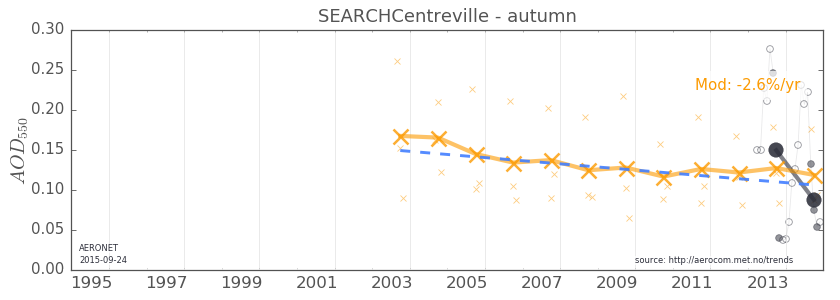 SEARCHCentreville - autumn
0.30
0.25
0.20
0.15
0.10
0.05
0.00
AOD550
Mod: -2.6%/yr
AERONET
2015-09-24
source: http://aerocom.met.no/trends
1995 1997 1999 2001 2003 2005 2007 2009 2011 2013